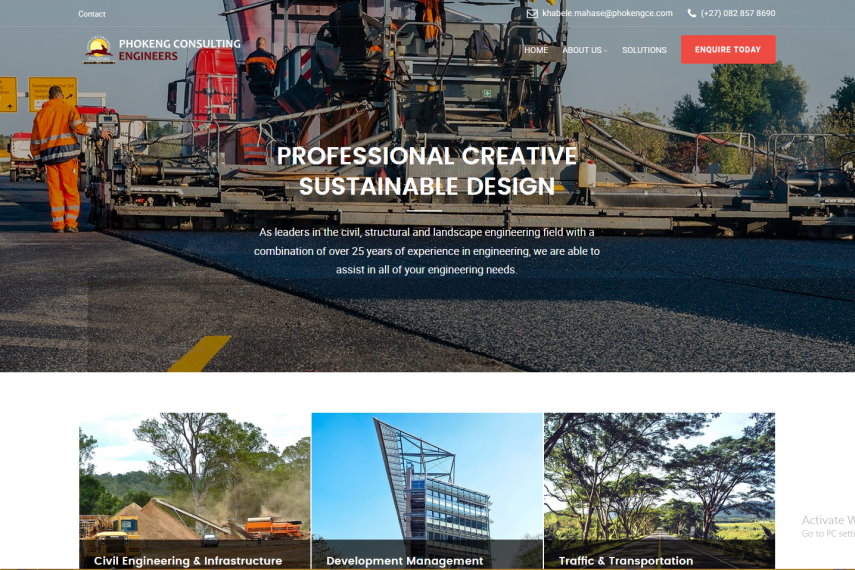 Contact
khabele.mahase@phokengce.com
(+27) 082 857 8690
PHOKENG CONSULTING
ENGINEERS
PHOKENG
HOME
ABOUT US
SOLUTIONS
ENQUIRE TODAY
PROFESSIONAL CREATIVE
SUSTAINABLE DESIGN
As leaders in the civil, structural and landscape engineering field with a
combination of over 25 years of experience in engineering, we are able to
assist in all of your engineering needs.
Civil Engineering & Infrastructure
Development Management
Traffic & Transportation
Activate W
Go to PC setti